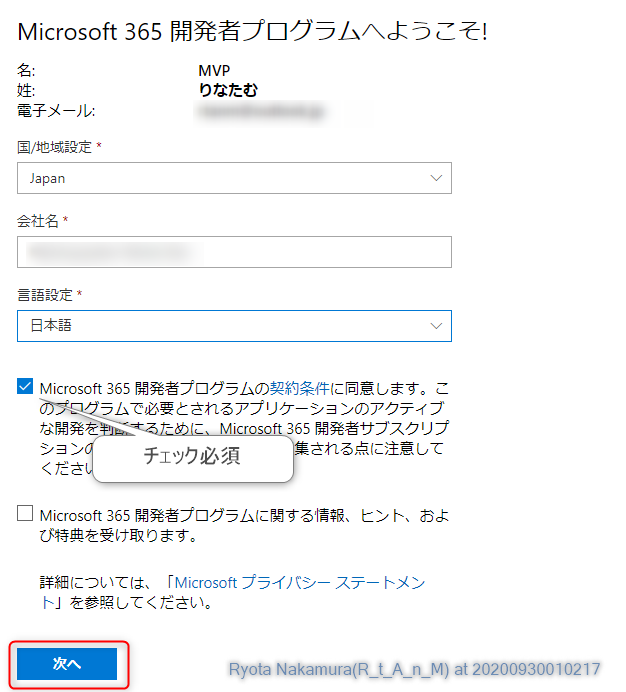 Microsoft 365 開発者プログラムへようこそ!
名: MVP
姓: りなたむ
電子メール:
国/地域設定 *
Japan
会社名 *
言語設定 *
日本語
Microsoft 365 開発者プログラムの契約条件に同意します。こ
のプログラムで必要とされるアプリケーションのアクティブ
な開発を判断するために、Microsoft 365 開発者サブスクリプ
ションの
集される点に注意して
ください
チェック必須
Microsoft 365 開発者プログラムに関する情報、ヒント、およ
び特典を受け取ります。
詳細については、「Microsoft プライバシー ステートメン
ト」を参照してください。
次へ
Ryota Nakamura(R_t_A_n_M) at 20200930010217